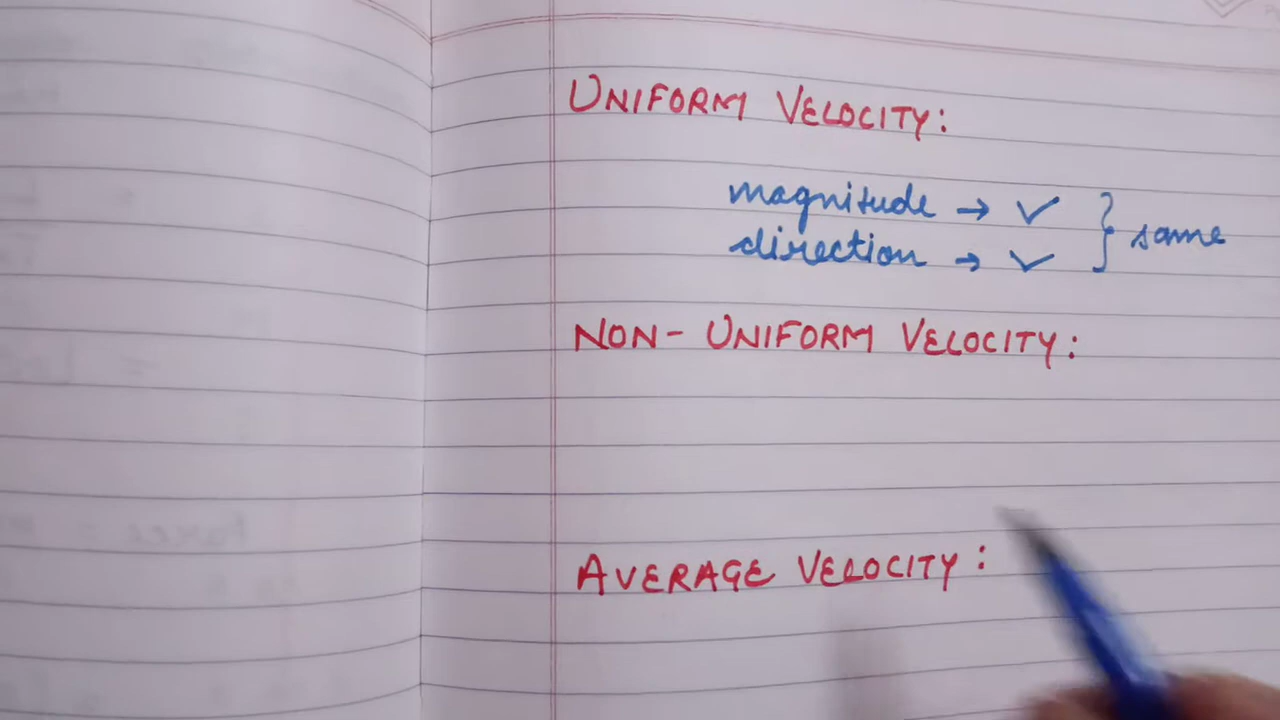 UNIFORM VELOCITY:
magnitude → ✓
direction → ✓ } same
NON- UNIFORM VELOCITY:
AVERAGE VELOCITY: